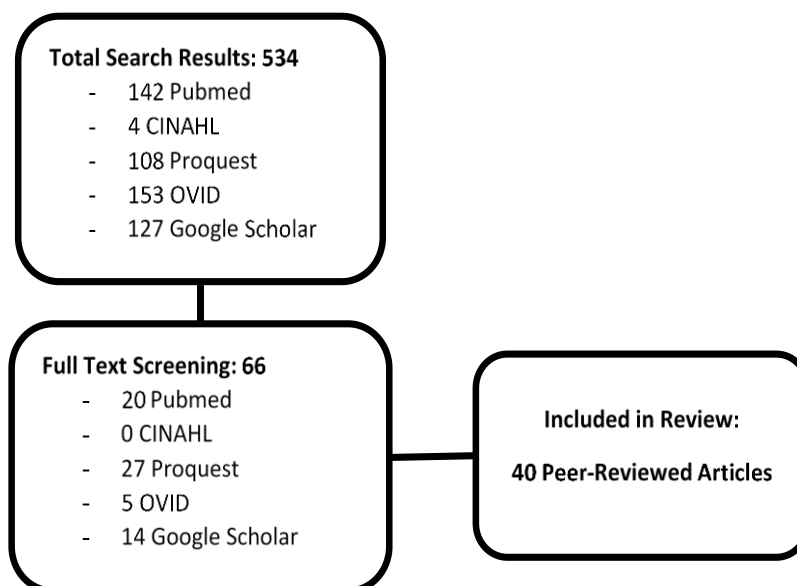 Total Search Results: 534
- 142 Pubmed
- 4 CINAHL
- 108 Proquest
- 153 OVID
- 127 Google Scholar
Full Text Screening: 66
- 20 Pubmed
- 0 CINAHL
- 27 Proquest
- 5 OVID
- 14 Google Scholar
Included in Review:
40 Peer-Reviewed Articles